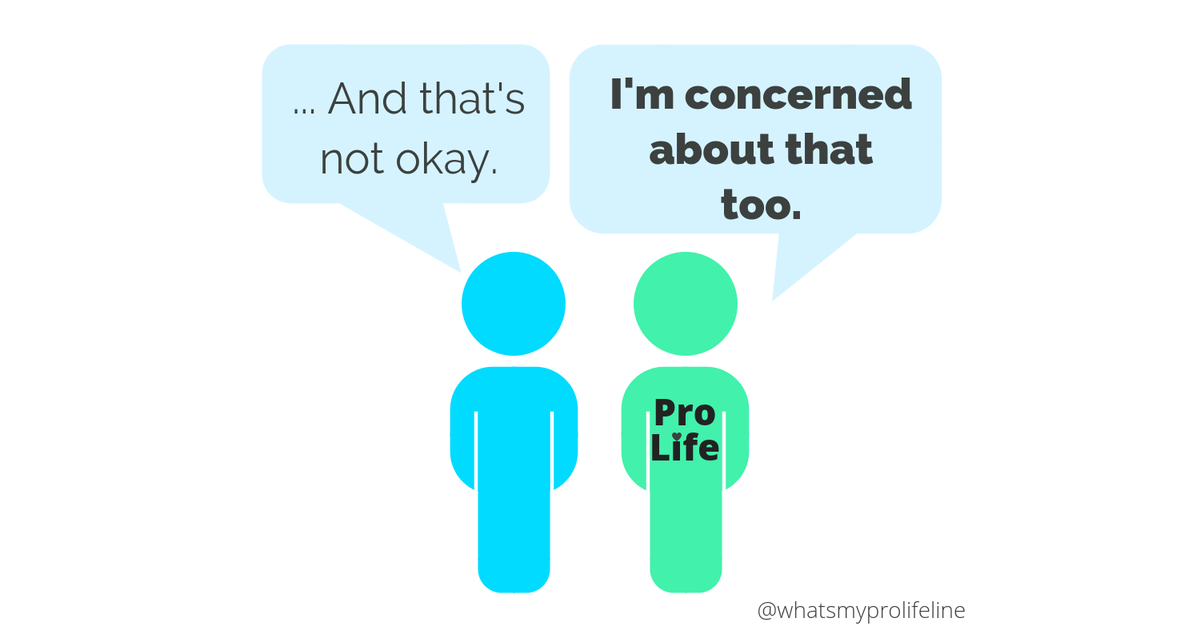 ... And that's
not okay.
I'm concerned
about that
too.
Pro
Life
@whatsmyprolifeline